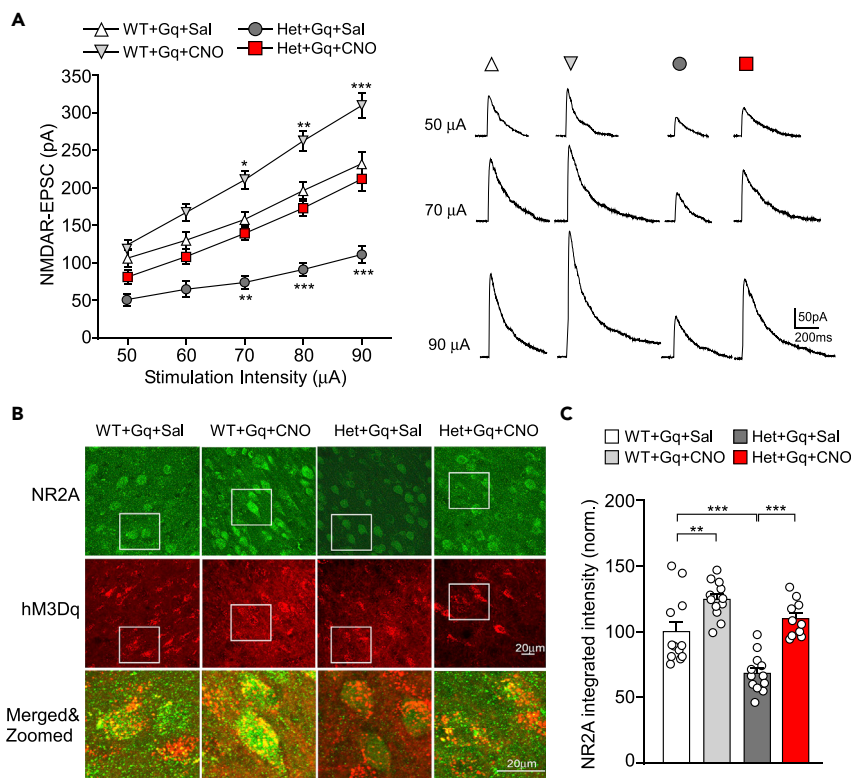 A
WT+Gq+Sal
Het+Gq+Sal
WT+Gq+CNO
Het+Gq+CNO
NMDAR-EPSC (pA)
350
300
250
200
150
100
50
0
50
60
70
80
90
Stimulation Intensity (μA)
*
**
***
**
***
***
50 μA
70 μA
90 μA
50pA
200ms
B
WT+Gq+Sal
WT+Gq+CNO
Het+Gq+Sal
Het+Gq+CNO
NR2A
hM3Dq
20μm
Merged&
Zoomed
20μm
C
WT+Gq+Sal
Het+Gq+Sal
WT+Gq+CNO
Het+Gq+CNO
NR2A integrated intensity (norm.)
200
150
100
50
0
***
***
**